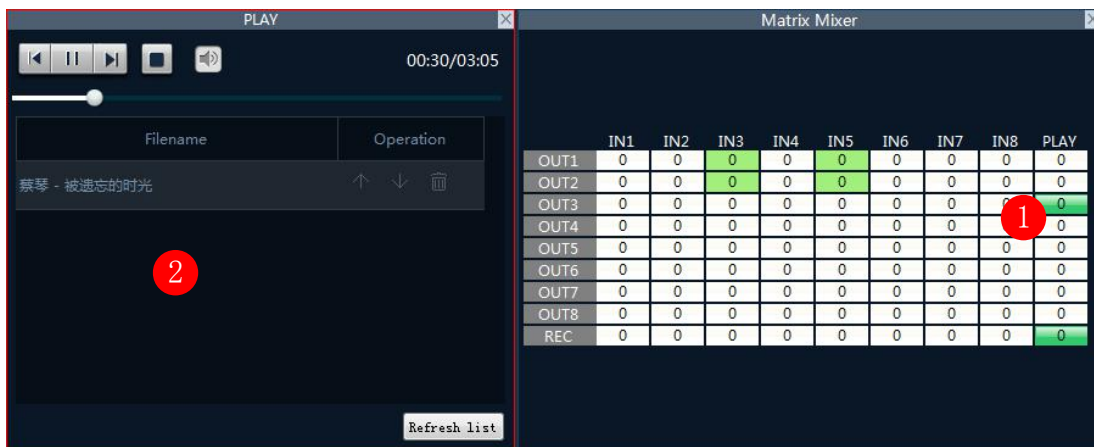 PLAY
00:30/03:05
Filename Operation
蔡琴 - 被遗忘的时光
2
Refresh list
Matrix Mixer
IN1 IN2 IN3 IN4 IN5 IN6 IN7 IN8 PLAY
OUT1 0 0 0 0 0 0 0 0 0
OUT2 0 0 0 0 0 0 0 0 0
OUT3 0 0 0 0 0 0 0 0 0
1
OUT4 0 0 0 0 0 0 0 0 0
OUT5 0 0 0 0 0 0 0 0 0
OUT6 0 0 0 0 0 0 0 0 0
OUT7 0 0 0 0 0 0 0 0 0
OUT8 0 0 0 0 0 0 0 0 0
REC 0 0 0 0 0 0 0 0 0